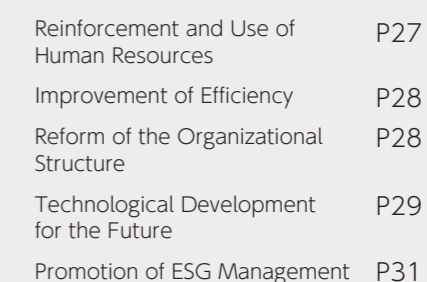 Reinforcement and Use of P27
Human Resources
Improvement of Efficiency P28
Reform of the Organizational P28
Structure
Technological Development P29
for the Future
Promotion of ESG Management P31